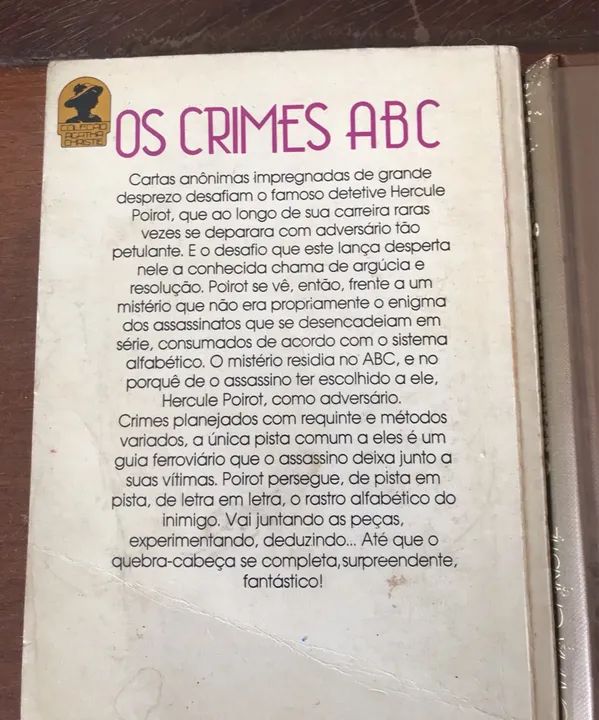 COLEÇÃO
AGATHA
CHRISTIE
OS CRIMES ABC
Cartas anônimas impregnadas de grande
desprezo desafiam o famoso detetive Hercule
Poirot, que ao longo de sua carreira raras
vezes se deparara com adversário tão
petulante. E o desafio que este lança desperta
nele a conhecida chama de argúcia e
resolução. Poirot se vê, então, frente a um
mistério que não era propriamente o enigma
dos assassinatos que se desencadeiam em
série, consumados de acordo com o sistema
alfabético. O mistério residia no ABC, e no
porquê de o assassino ter escolhido a ele,
Hercule Poirot, como adversário.
Crimes planejados com requinte e métodos
variados, a única pista comum a eles é um
guia ferroviário que o assassino deixa junto a
suas vítimas. Poirot persegue, de pista em
pista, de letra em letra, o rastro alfabético do
inimigo. Vai juntando as peças,
experimentando, deduzindo... Até que o
quebra-cabeça se completa,surpreendente,
fantástico!